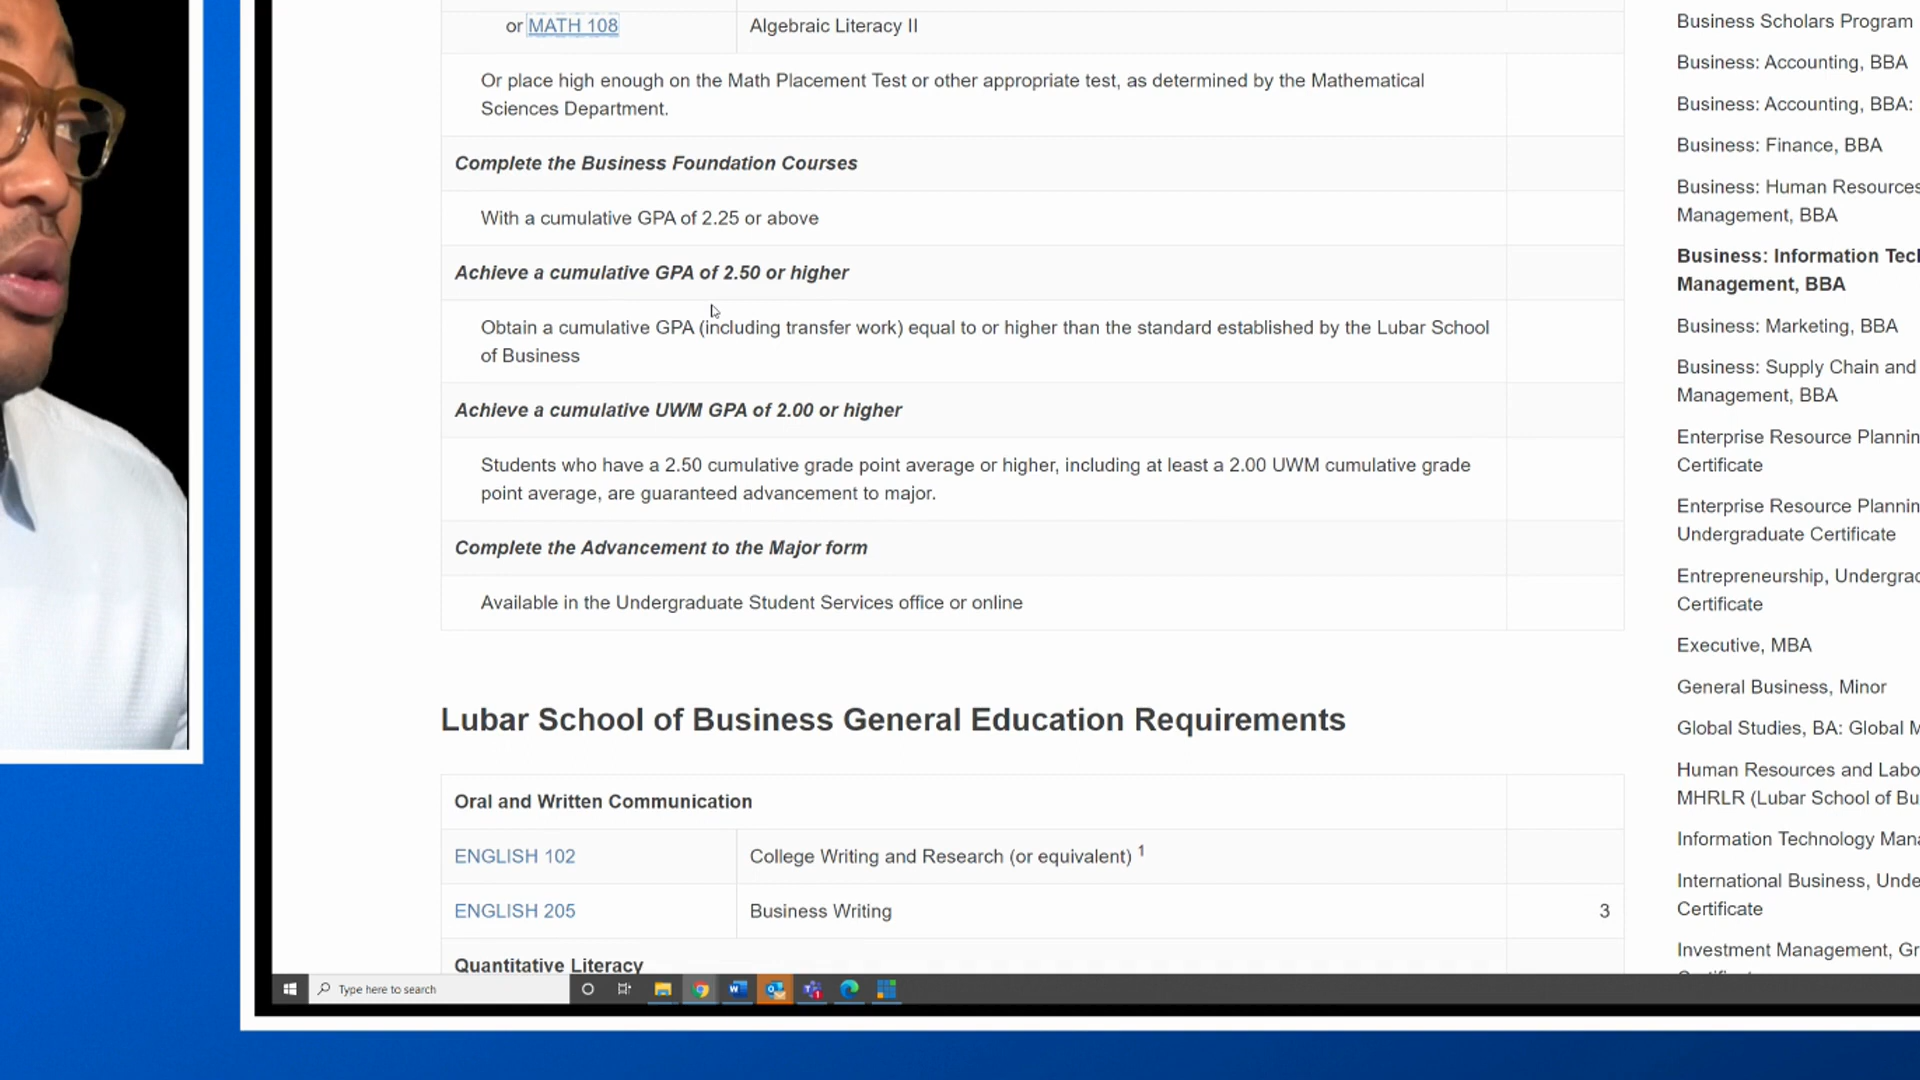 or MATH 108 Algebraic Literacy II
Or place high enough on the Math Placement Test or other appropriate test, as determined by the Mathematical
Sciences Department.
Complete the Business Foundation Courses
With a cumulative GPA of 2.25 or above
Achieve a cumulative GPA of 2.50 or higher
Obtain a cumulative GPA (including transfer work) equal to or higher than the standard established by the Lubar School
of Business
Achieve a cumulative UWM GPA of 2.00 or higher
Students who have a 2.50 cumulative grade point average or higher, including at least a 2.00 UWM cumulative grade
point average, are guaranteed advancement to major.
Complete the Advancement to the Major form
Available in the Undergraduate Student Services office or online
Lubar School of Business General Education Requirements
Oral and Written Communication
ENGLISH 102 College Writing and Research (or equivalent) 1
ENGLISH 205 Business Writing 3
Quantitative Literacy
Business Scholars Program
Business: Accounting, BBA
Business: Accounting, BBA:
Business: Finance, BBA
Business: Human Resources
Management, BBA
Business: Information Tech
Management, BBA
Business: Marketing, BBA
Business: Supply Chain and
Management, BBA
Enterprise Resource Plannin
Certificate
Enterprise Resource Plannin
Undergraduate Certificate
Entrepreneurship, Undergrad
Certificate
Executive, MBA
General Business, Minor
Global Studies, BA: Global M
Human Resources and Labo
MHRLR (Lubar School of Bu
Information Technology Mana
International Business, Unde
Certificate
Investment Management, Gr
Type here to search